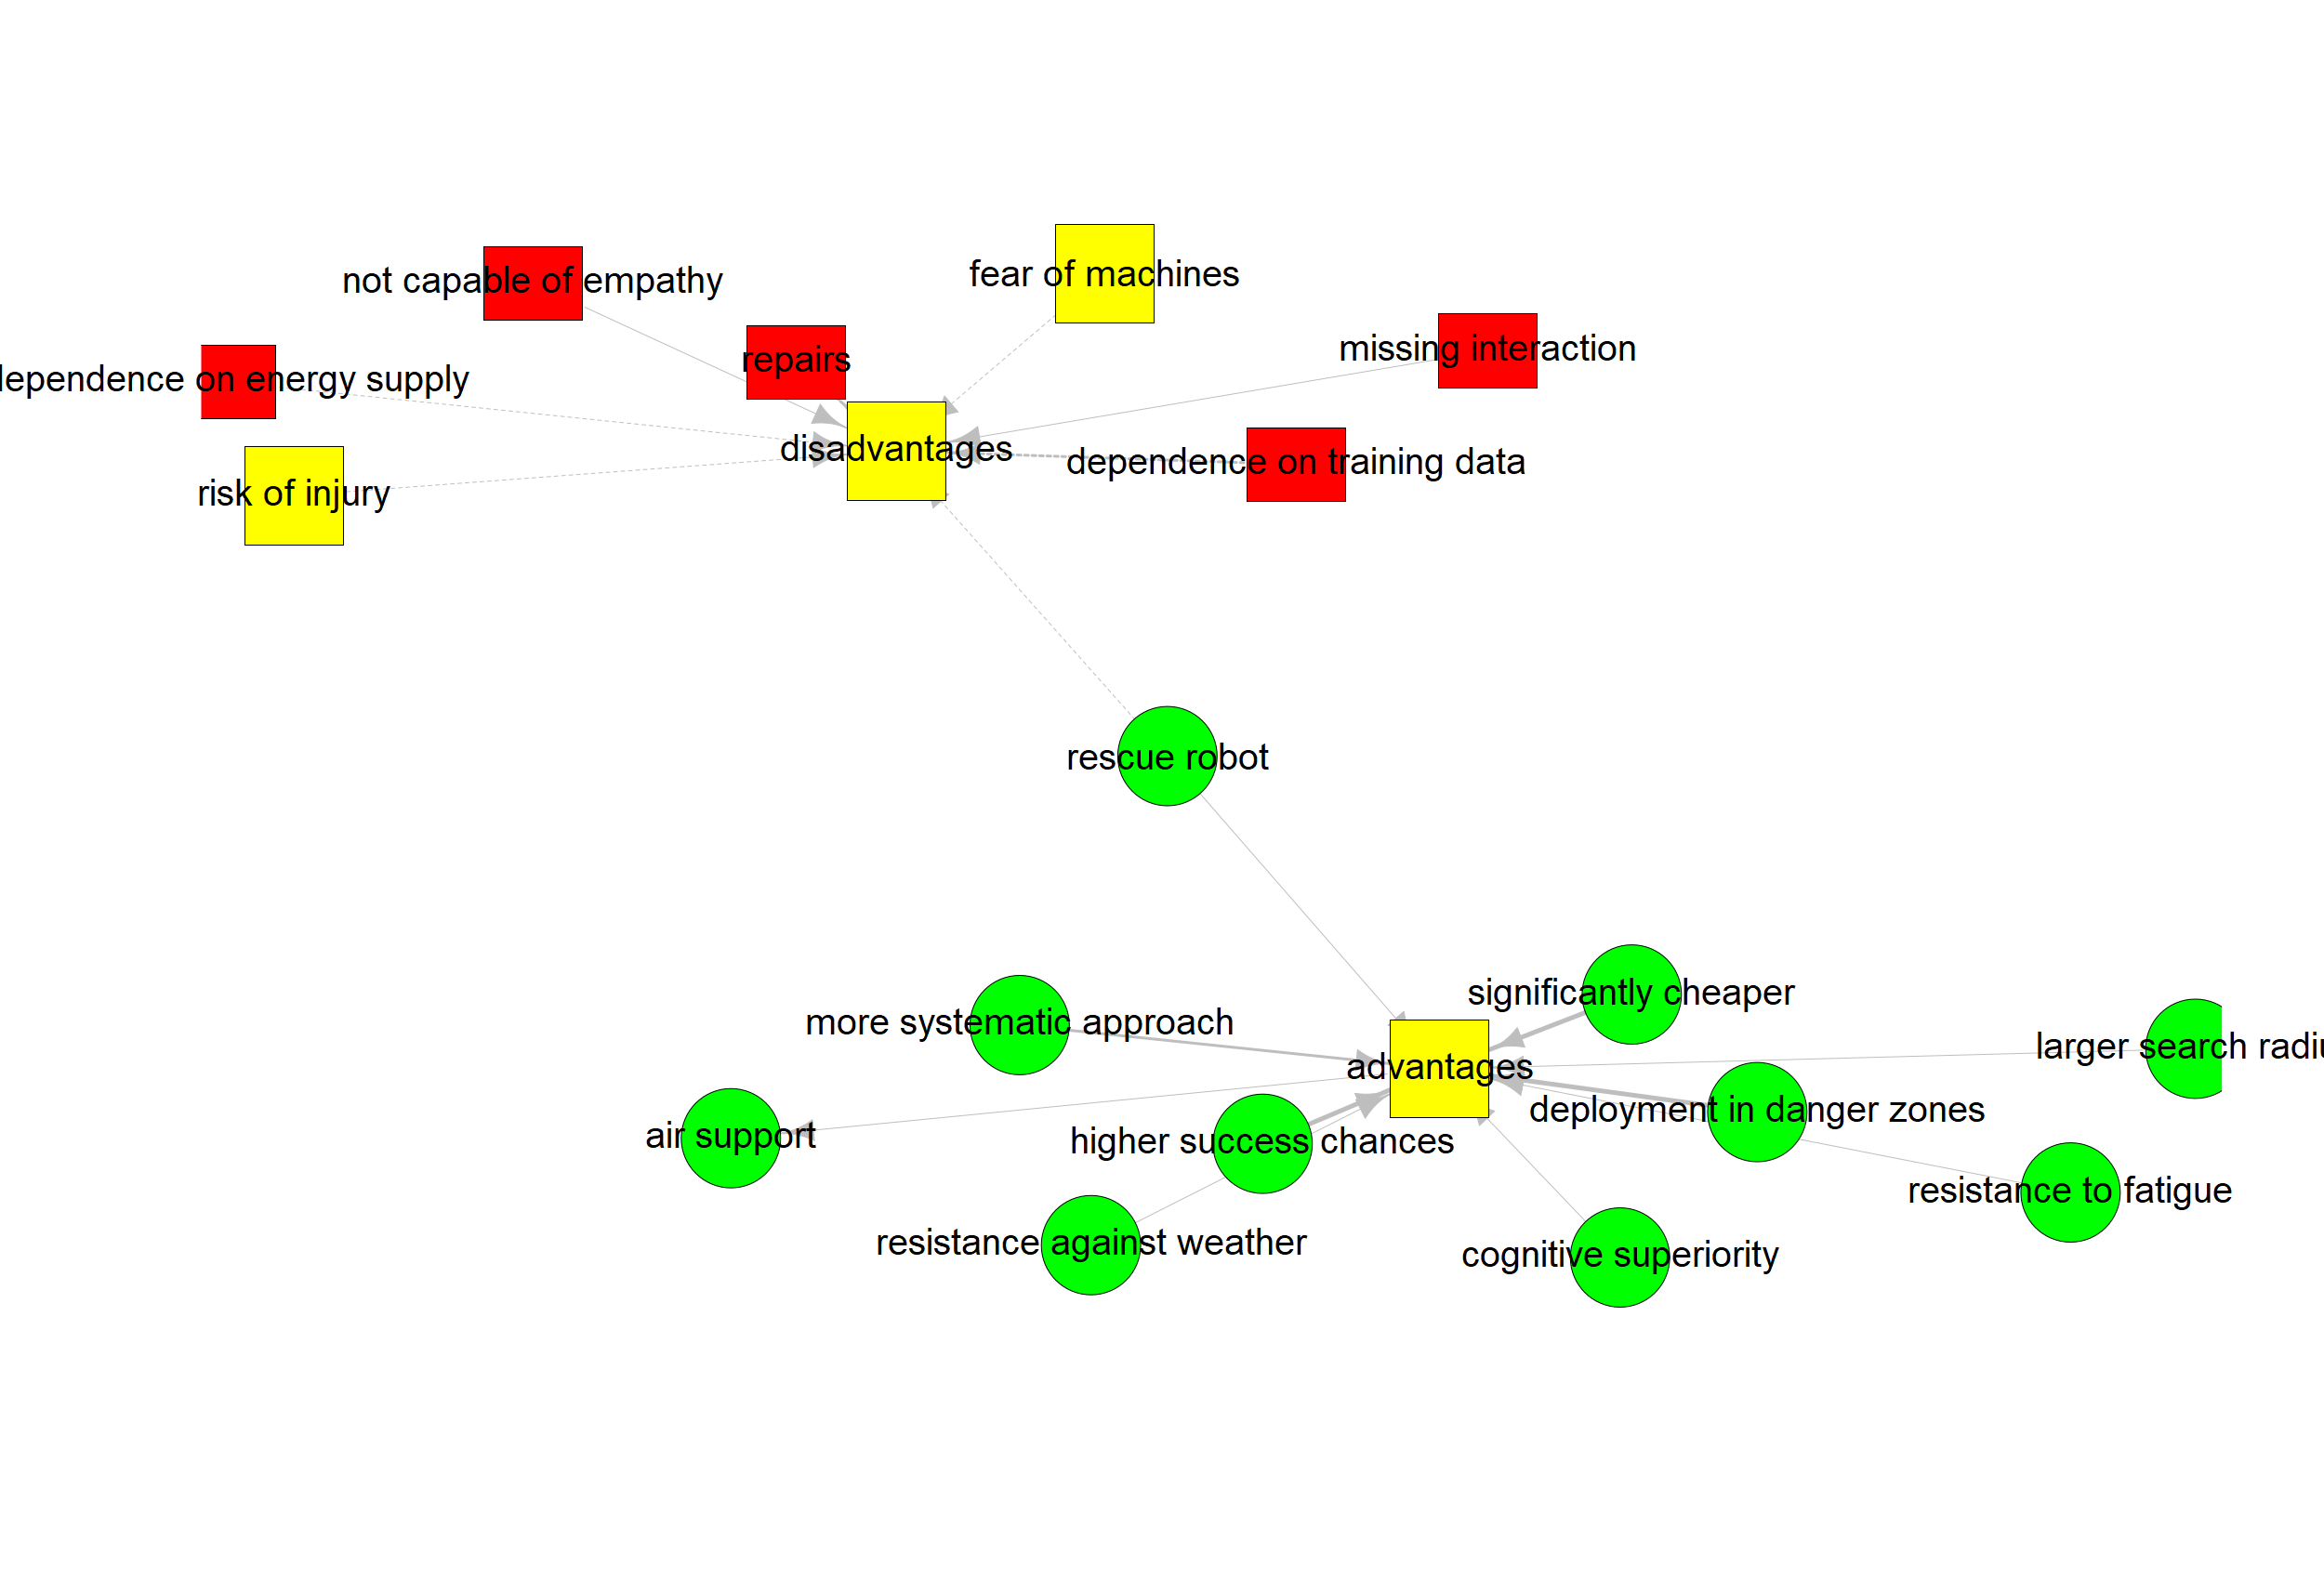 fear of machines
not capable of empathy
missing interaction
repairs
dependence on energy supply
disadvantages
dependence on training data
risk of injury
rescue robot
significantly cheaper
more systematic approach
larger search radiu
advantages
deployment in danger zones
air support
higher success chances
resistance to fatigue
resistance against weather
cognitive superiority